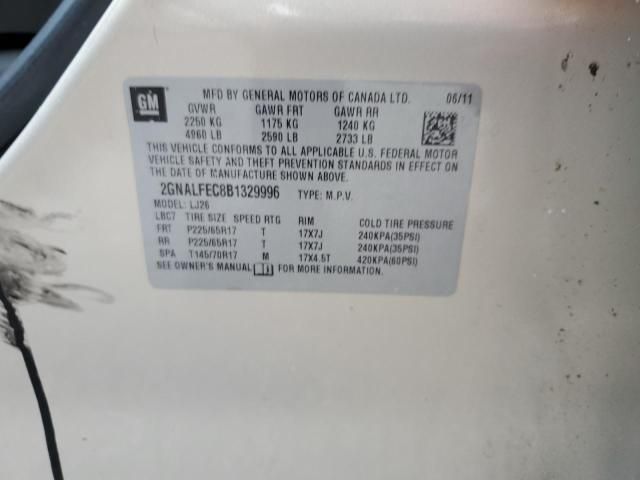 GM
MFD BY GENERAL MOTORS OF CANADA LTD. 06/11
GVWR GAWR FRT GAWR RR
2250 KG 1175 KG 1240 KG
4960 LB 2590 LB 2733 LB
THIS VEHICLE CONFORMS TO ALL APPLICABLE U.S. FEDERAL MOTOR
VEHICLE SAFETY AND THEFT PREVENTION STANDARDS IN EFFECT ON
THE DATE OF MANUFACTURE SHOWN ABOVE.
2GNALFEC8B1329996 TYPE: M.P.V.
MODEL: LJ26
LBC7 TIRE SIZE SPEED RTG RIM COLD TIRE PRESSURE
FRT P225/65R17 T 17X7J 240KPA(35PSI)
RR P225/65R17 T 17X7J 240KPA(35PSI)
SPA T145/70R17 M 17X4.5T 420KPA(60PSI)
SEE OWNER'S MANUAL FOR MORE INFORMATION.